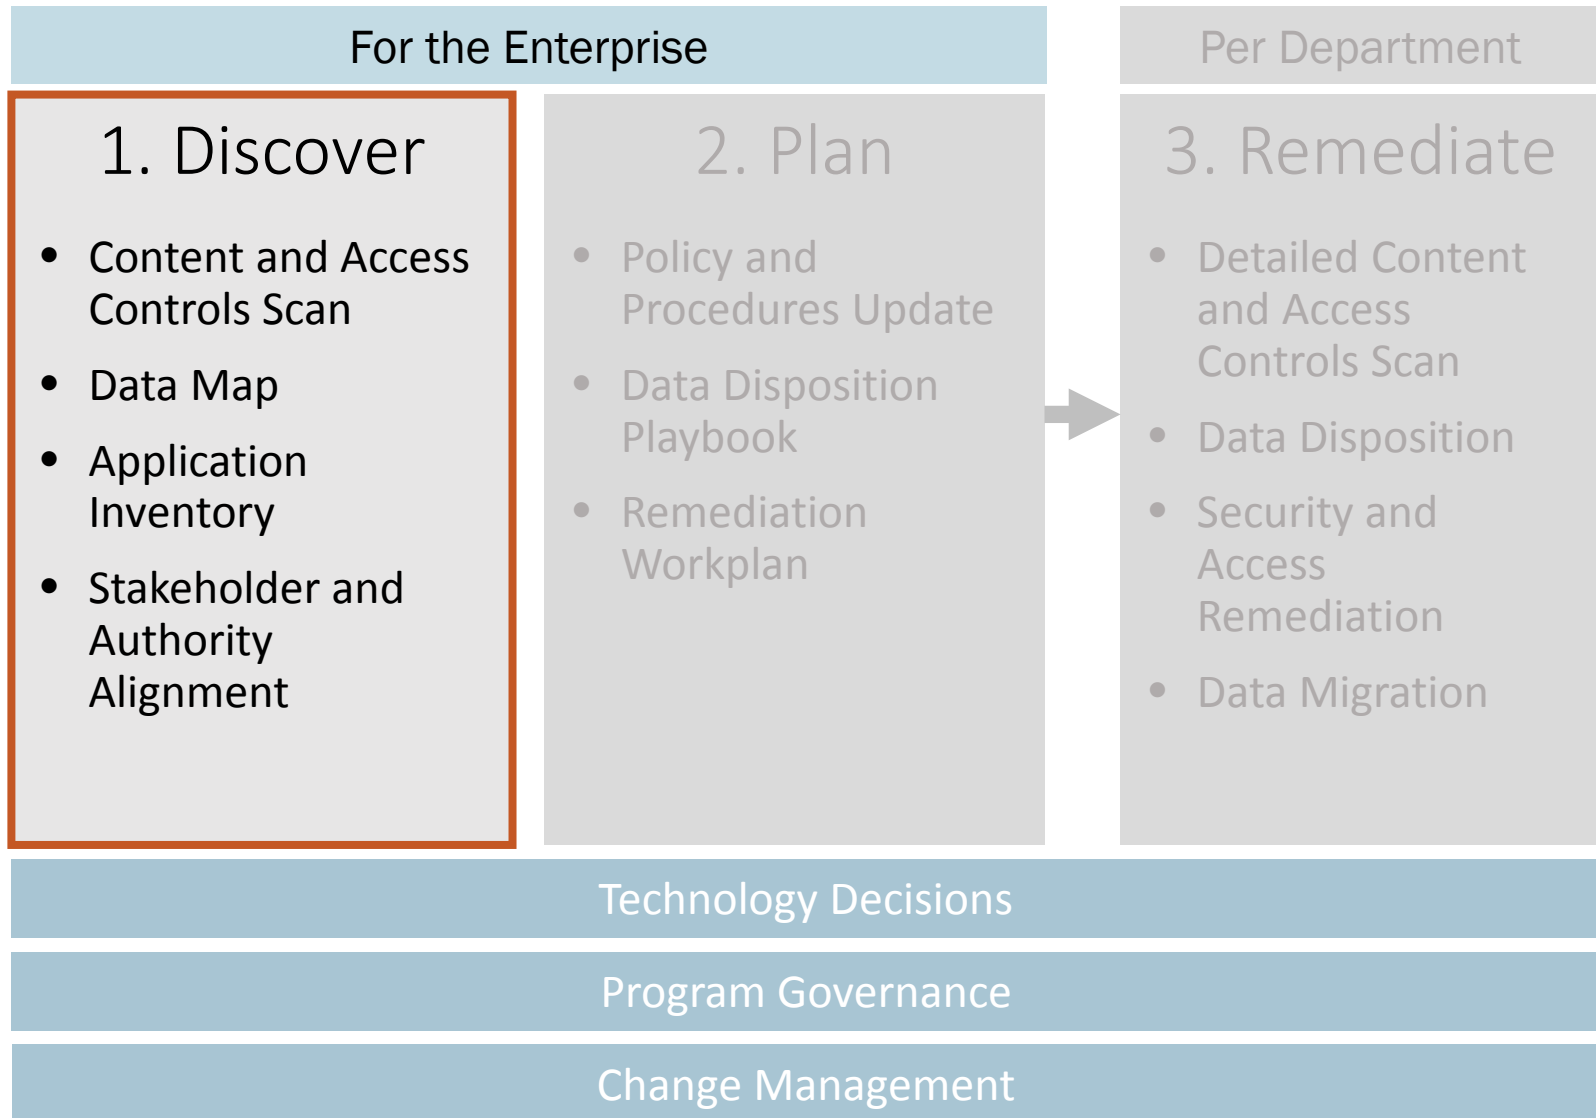 For the Enterprise
Per Department
1. Discover
• Content and Access
Controls Scan
• Data Map
• Application
Inventory
• Stakeholder and
Authority
Alignment
2. Plan
• Policy and
Procedures Update
• Data Disposition
Playbook
• Remediation
Workplan
3. Remediate
• Detailed Content
and Access
Controls Scan
• Data Disposition
• Security and
Access
Remediation
• Data Migration
Technology Decisions
Program Governance
Change Management